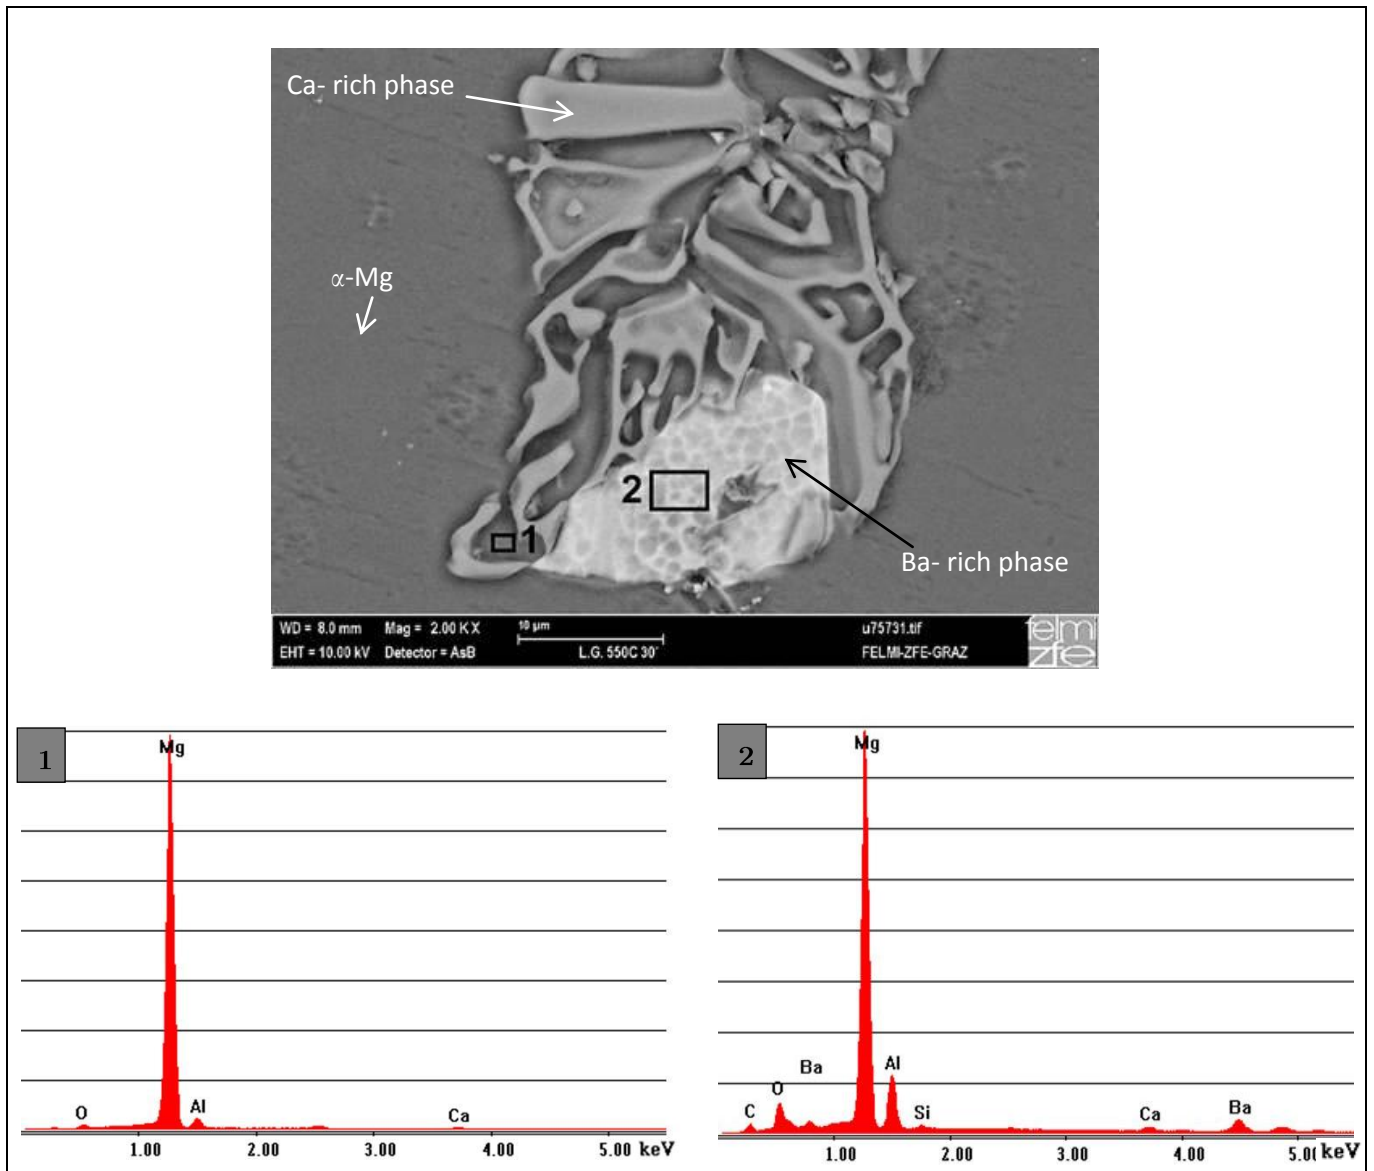 Ca- rich phase
α-Mg
2
1
Ba- rich phase
WD = 8.0 mm Mag = 2.00 K X 10 µm u75731.tif
EHT = 10.00 kV Detector = AsB L.G. 550C 30' FELMI-ZFE-GRAZ
felmi
zfe
1
Mg
O Al Ca
1.00 2.00 3.00 4.00 5.00 keV
2
Mg
Ba Al
O
C Si Ca Ba
1.00 2.00 3.00 4.00 5.0 keV